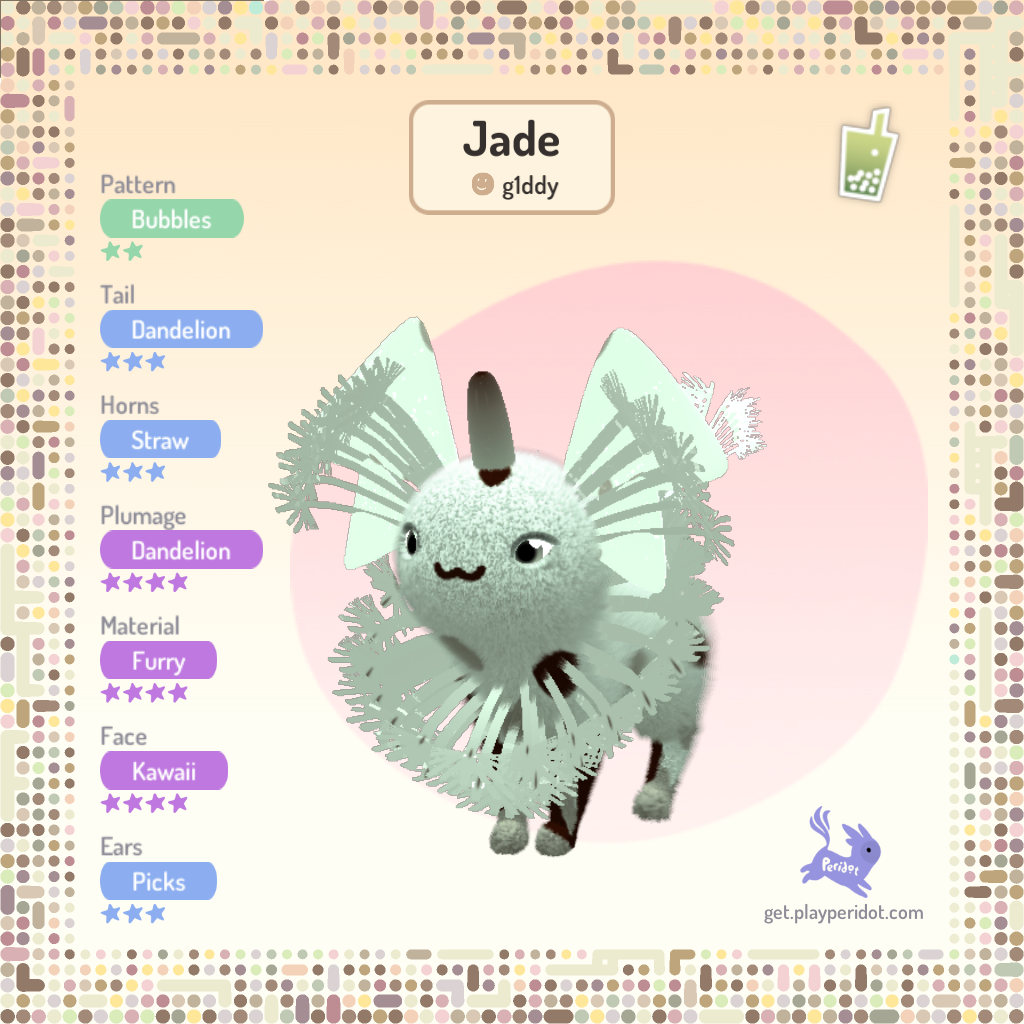 Jade
g1ddy
Pattern
Bubbles
Tail
Dandelion
Horns
Straw
Plumage
Dandelion
Material
Furry
Face
Kawaii
Ears
Picks
Peridot
get.playperidot.com